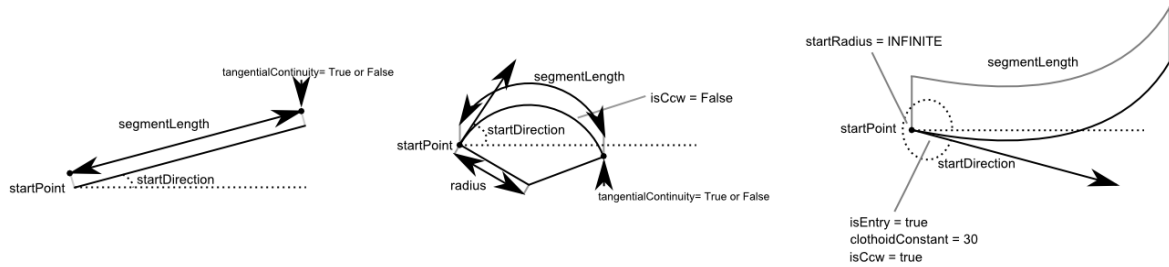 tangentialContinuity= True or False
segmentLength
startPoint
startDirection
segmentLength
isCcw = False
startDirection
startPoint
radius
tangentialContinuity= True or False
startRadius = INFINITE
segmentLength
startPoint
startDirection
isEntry = true
clothoidConstant = 30
isCcw = true